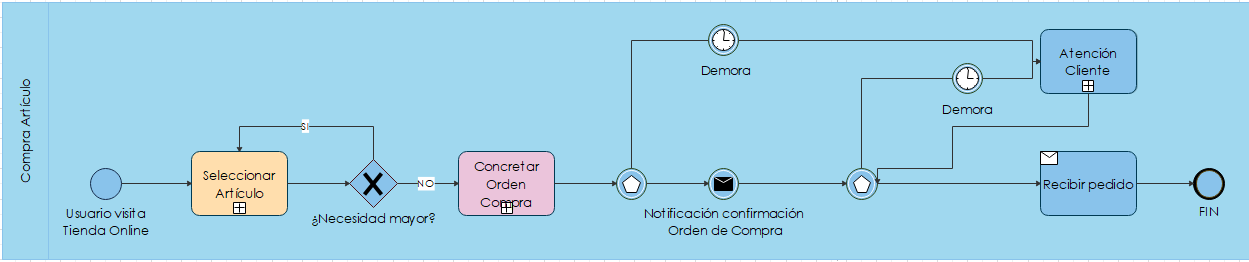 Compra Artículo
Usuario visita
Tienda Online
Seleccionar
Artículo
SI
¿Necesidad mayor?
NO
Concretar
Orden
Compra
Demora
Notificación confirmación
Orden de Compra
Demora
Atención
Cliente
Recibir pedido
FIN